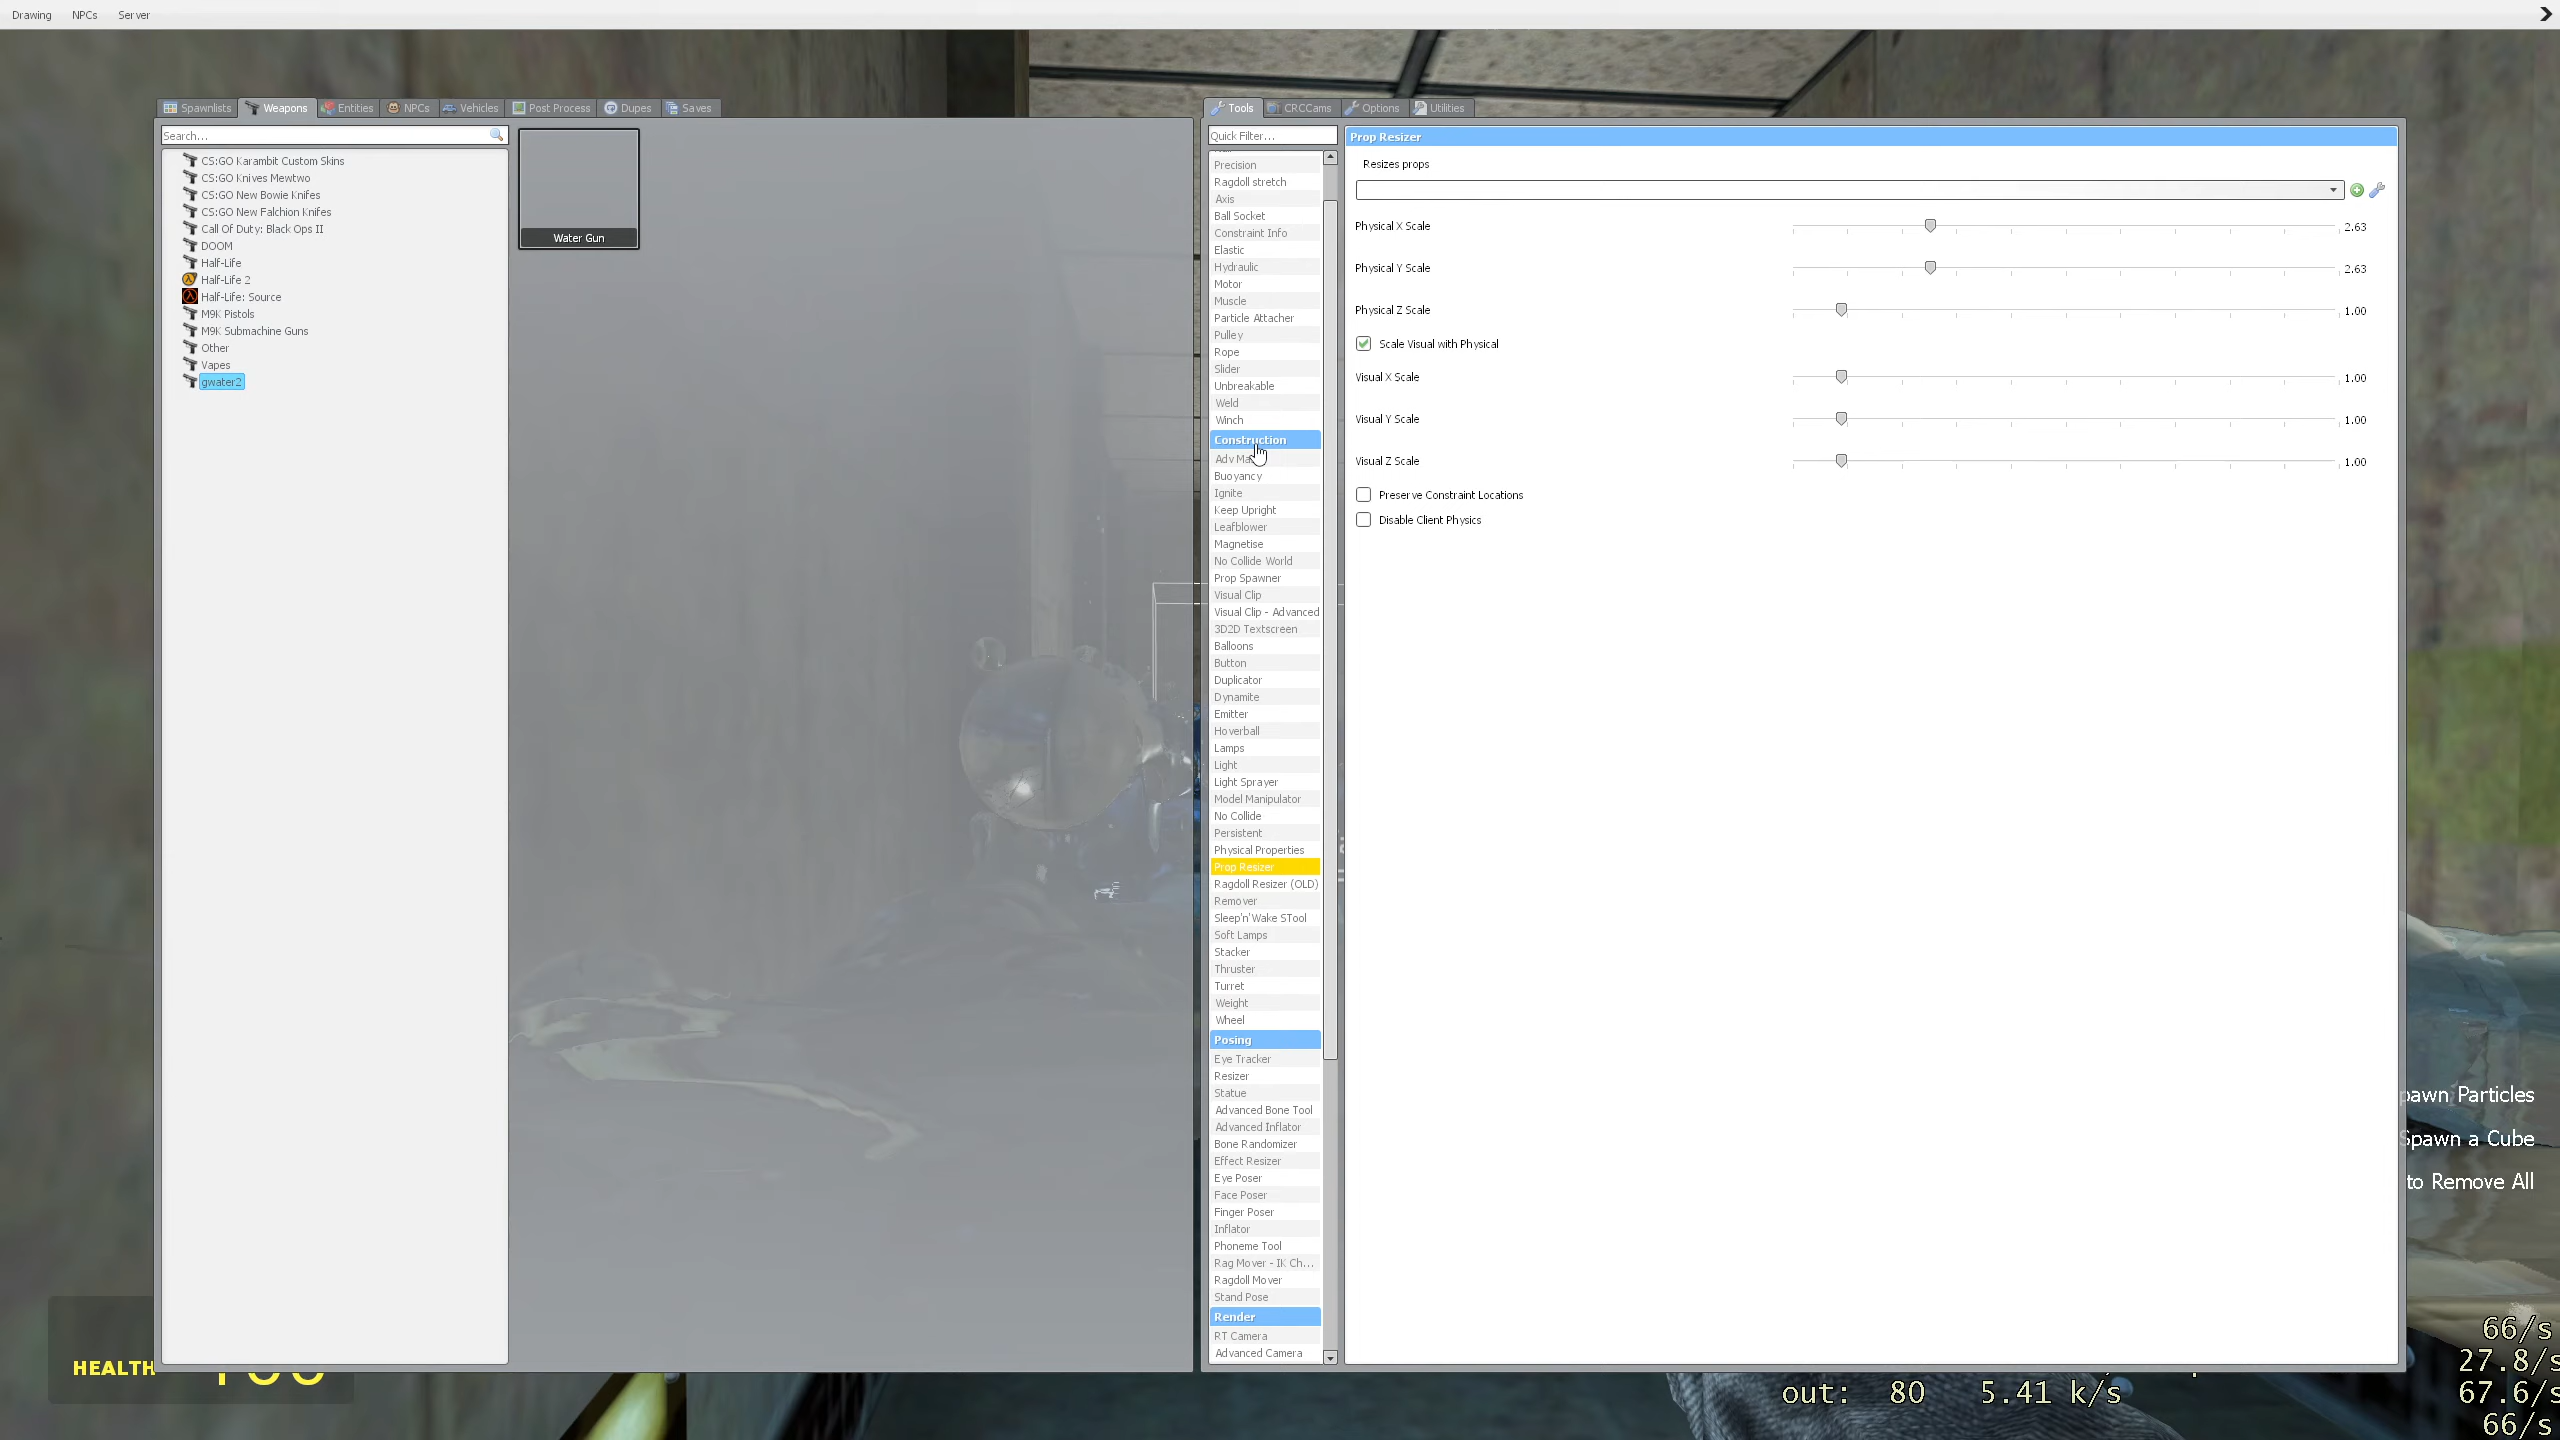 Drawing NPCs Server
Spawnlists Weapons Entities NPCs Vehicles Post Process Dupes Saves
Search...
CS:GO Karambit Custom Skins
CS:GO Knives Mewtwo
CS:GO New Bowie Knifes
CS:GO New Falchion Knifes
Call Of Duty: Black Ops II
DOOM
Half-Life
Half-Life 2
Half-Life: Source
M9K Pistols
M9K Submachine Guns
Other
Vapes
gwater2
Water Gun
Tools CRCCams Options Utilities
Quick Filter...
Precision
Ragdoll stretch
Axis
Ball Socket
Constraint Info
Elastic
Hydraulic
Motor
Muscle
Particle Attacher
Pulley
Rope
Slider
Unbreakable
Weld
Winch
Construction
Adv
Buoyancy
Ignite
Keep Upright
Leafblower
Magnetise
No Collide World
Prop Spawner
Visual Clip
Visual Clip - Advanced
3D2D Textscreen
Balloons
Button
Duplicator
Dynamite
Emitter
Hoverball
Lamps
Light
Light Sprayer
Model Manipulator
No Collide
Persistent
Physical Properties
Prop Resizer
Ragdoll Resizer (OLD)
Remover
Sleep'n'Wake STool
Soft Lamps
Stacker
Thruster
Turret
Weight
Wheel
Posing
Eye Tracker
Resizer
Statue
Advanced Bone Tool
Advanced Inflator
Bone Randomizer
Effect Resizer
Eye Poser
Face Poser
Finger Poser
Inflator
Phoneme Tool
Rag Mover - IK Ch...
Ragdoll Mover
Stand Pose
Render
RT Camera
Advanced Camera
Prop Resizer
Resizes props
Physical X Scale 2.63
Physical Y Scale 2.63
Physical Z Scale 1.00
Scale Visual with Physical
Visual X Scale 1.00
Visual Y Scale 1.00
Visual Z Scale 1.00
Preserve Constraint Locations
Disable Client Physics
pawn Particles
Spawn a Cube
to Remove All
HEALTH
66/s
27.8/s
out: 80 5.41 k/s 67.6/s
66/s